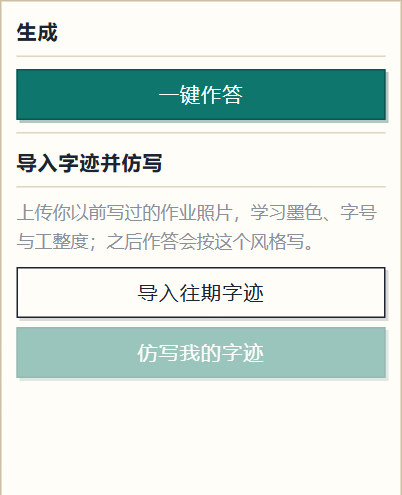 生成
一键作答
导入字迹并仿写
上传你以前写过的作业照片，学习墨色、字号
与工整度；之后作答会按这个风格写。
导入往期字迹
仿写我的字迹